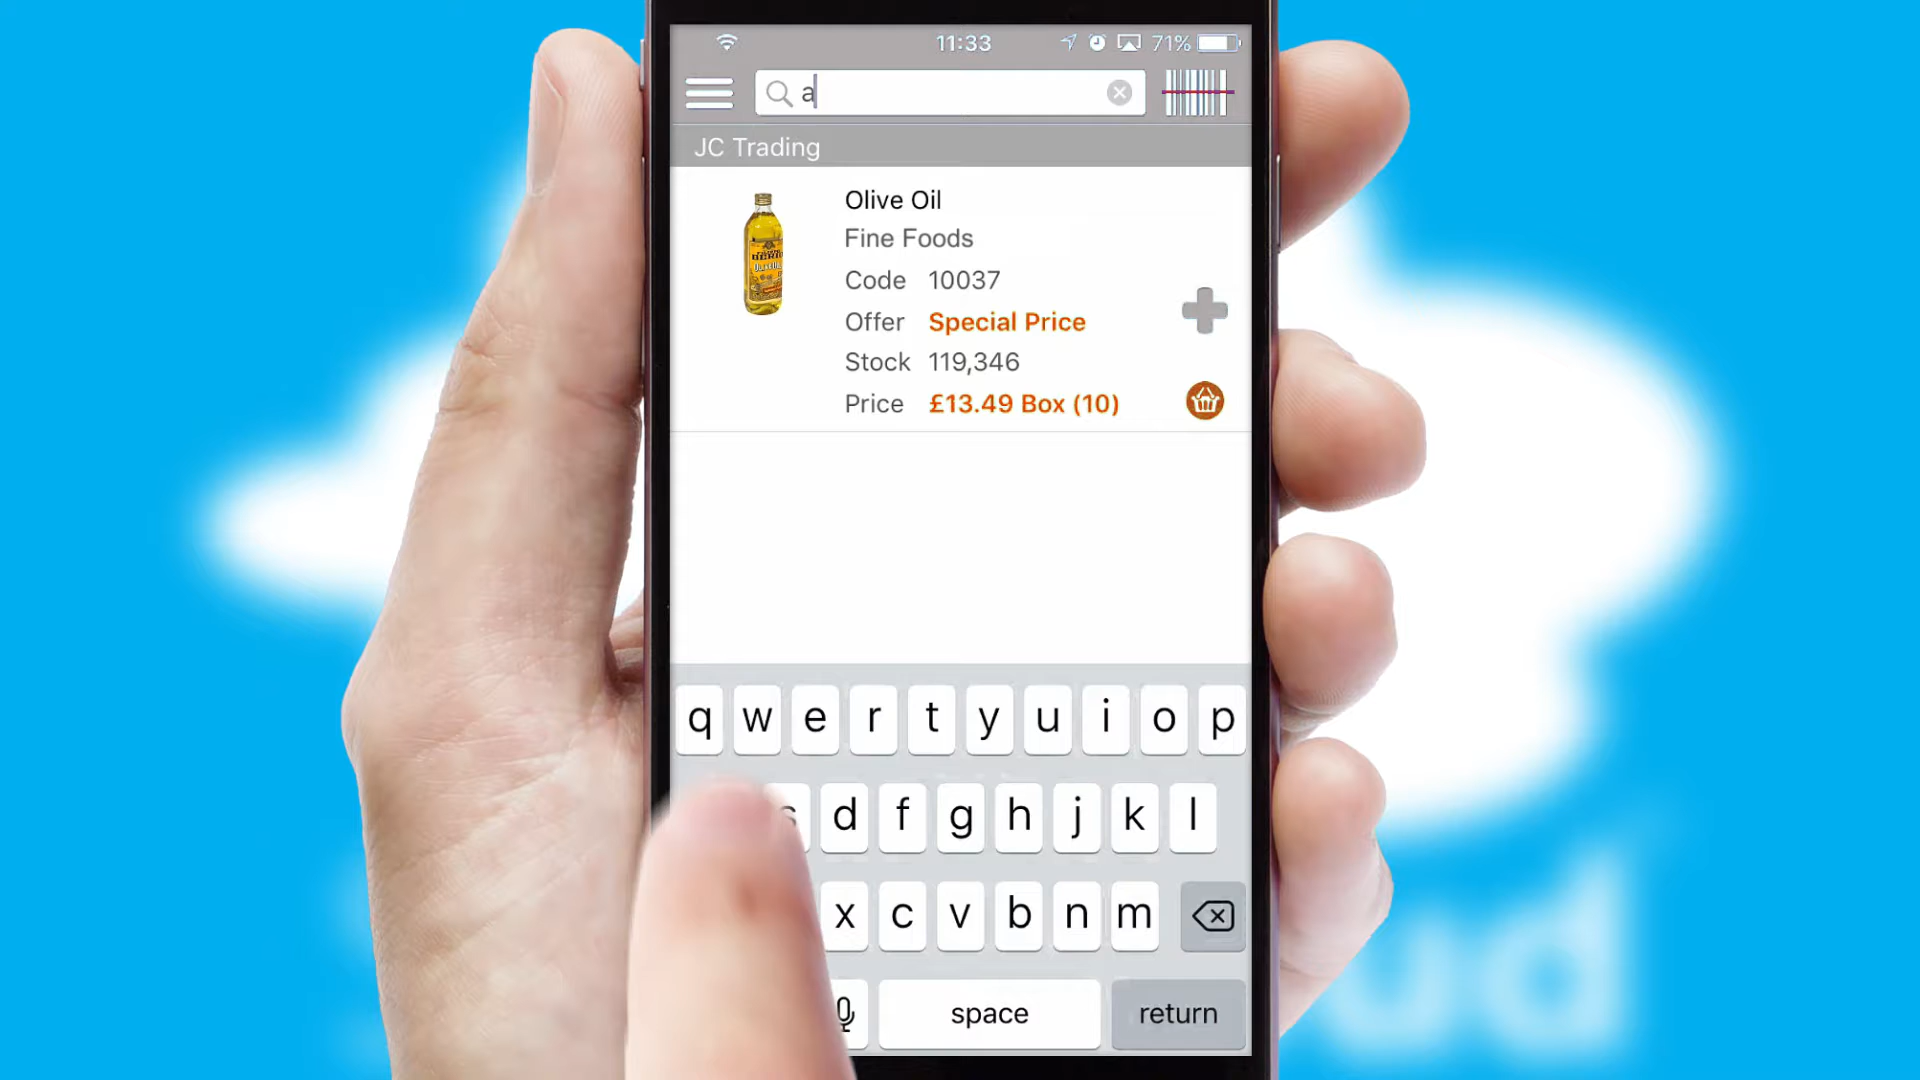 11:33
71%
a
JC Trading
Olive Oil
Fine Foods
Code 10037
Offer Special Price
Stock 119,346
Price £13.49 Box (10)
q w e r t y u i o p
s d f g h j k l
x c v b n m
space return
ud